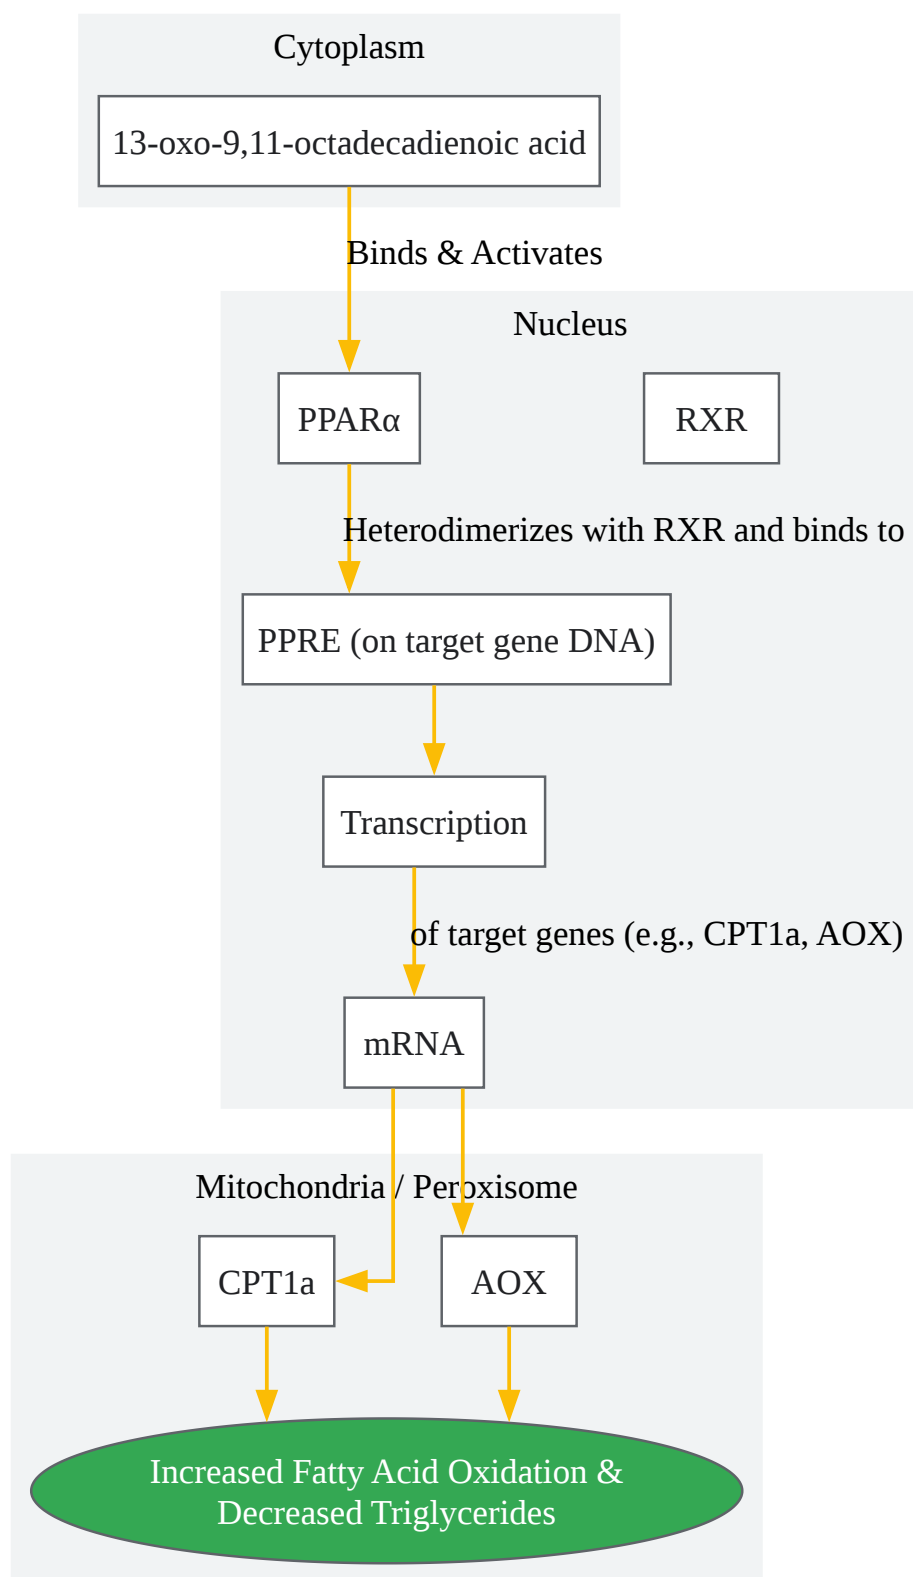 Cytoplasm
13-oxo-9,11-octadecadienoic acid
Binds & Activates
Nucleus
PPARα
RXR
Heterodimerizes with RXR and binds to
PPRE (on target gene DNA)
Transcription
of target genes (e.g., CPT1a, AOX)
mRNA
Mitochondria / Peroxisome
CPT1a
AOX
Increased Fatty Acid Oxidation &
Decreased Triglycerides